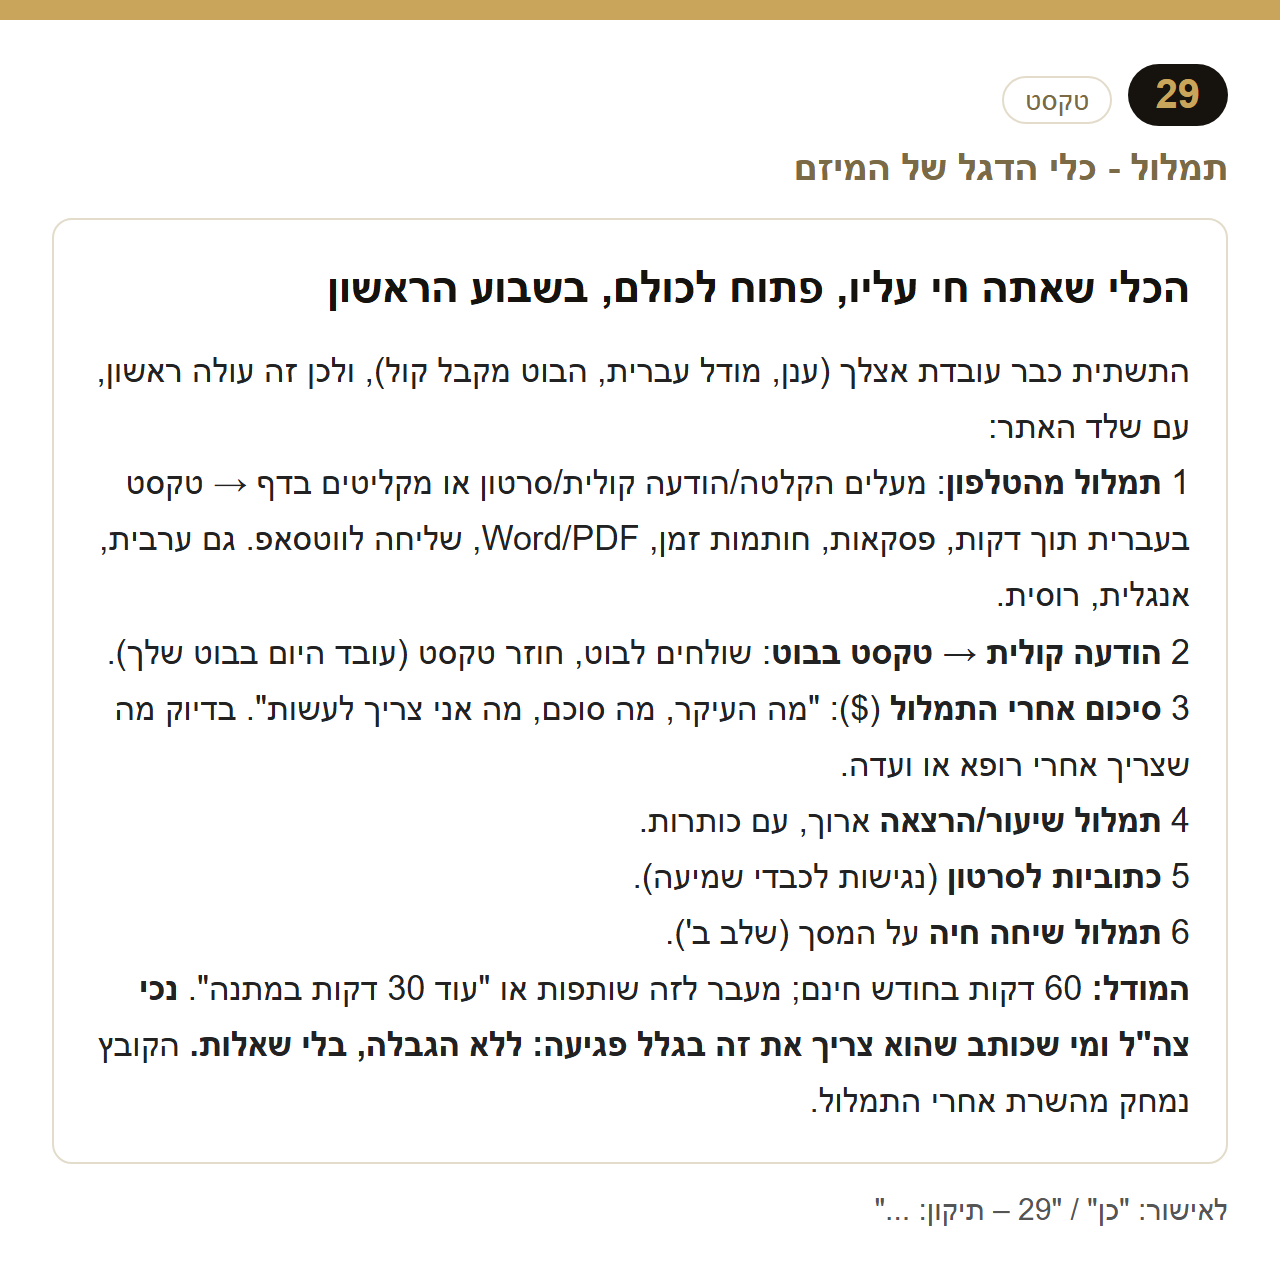 29
טקסט
תמלול - כלי הדגל של המיזם
הכלי שאתה חי עליו, פתוח לכולם, בשבוע הראשון
התשתית כבר עובדת אצלך (ענן, מודל עברית, הבוט מקבל קול), ולכן זה עולה ראשון,
עם שלד האתר:
1 תמלול מהטלפון: מעלים הקלטה/הודעה קולית/סרטון או מקליטים בדף ← טקסט
בעברית תוך דקות, פסקאות, חותמות זמן, Word/PDF, שליחה לווטסאפ. גם ערבית,
אנגלית, רוסית.
2 הודעה קולית → טקסט בבוט: שולחים לבוט, חוזר טקסט (עובד היום בבוט שלך).
3 סיכום אחרי התמלול ($): "מה העיקר, מה סוכם, מה אני צריך לעשות". בדיוק מה
שצריך אחרי רופא או ועדה.
4 תמלול שיעור/הרצאה ארוך, עם כותרות.
5 כתוביות לסרטון (נגישות לכבדי שמיעה).
6 תמלול שיחה חיה על המסך (שלב ב').
המודל: 60 דקות בחודש חינם; מעבר לזה שותפות או "עוד 30 דקות במתנה". נכי
צה"ל ומי שכותב שהוא צריך את זה בגלל פגיעה: ללא הגבלה, בלי שאלות. הקובץ
נמחק מהשרת אחרי התמלול.
לאישור: "כן" / "29 – תיקון: ..."